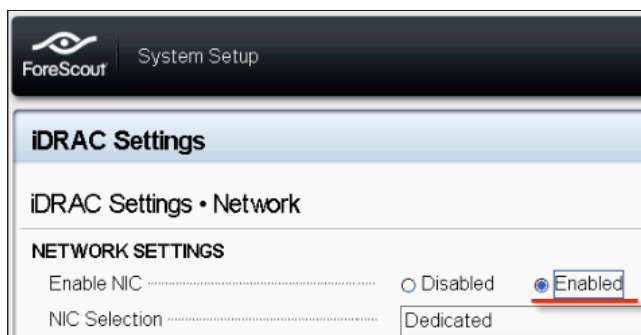 ForeScout
System Setup
iDRAC Settings
iDRAC Settings • Network
NETWORK SETTINGS
Enable NIC Disabled Enabled
NIC Selection Dedicated